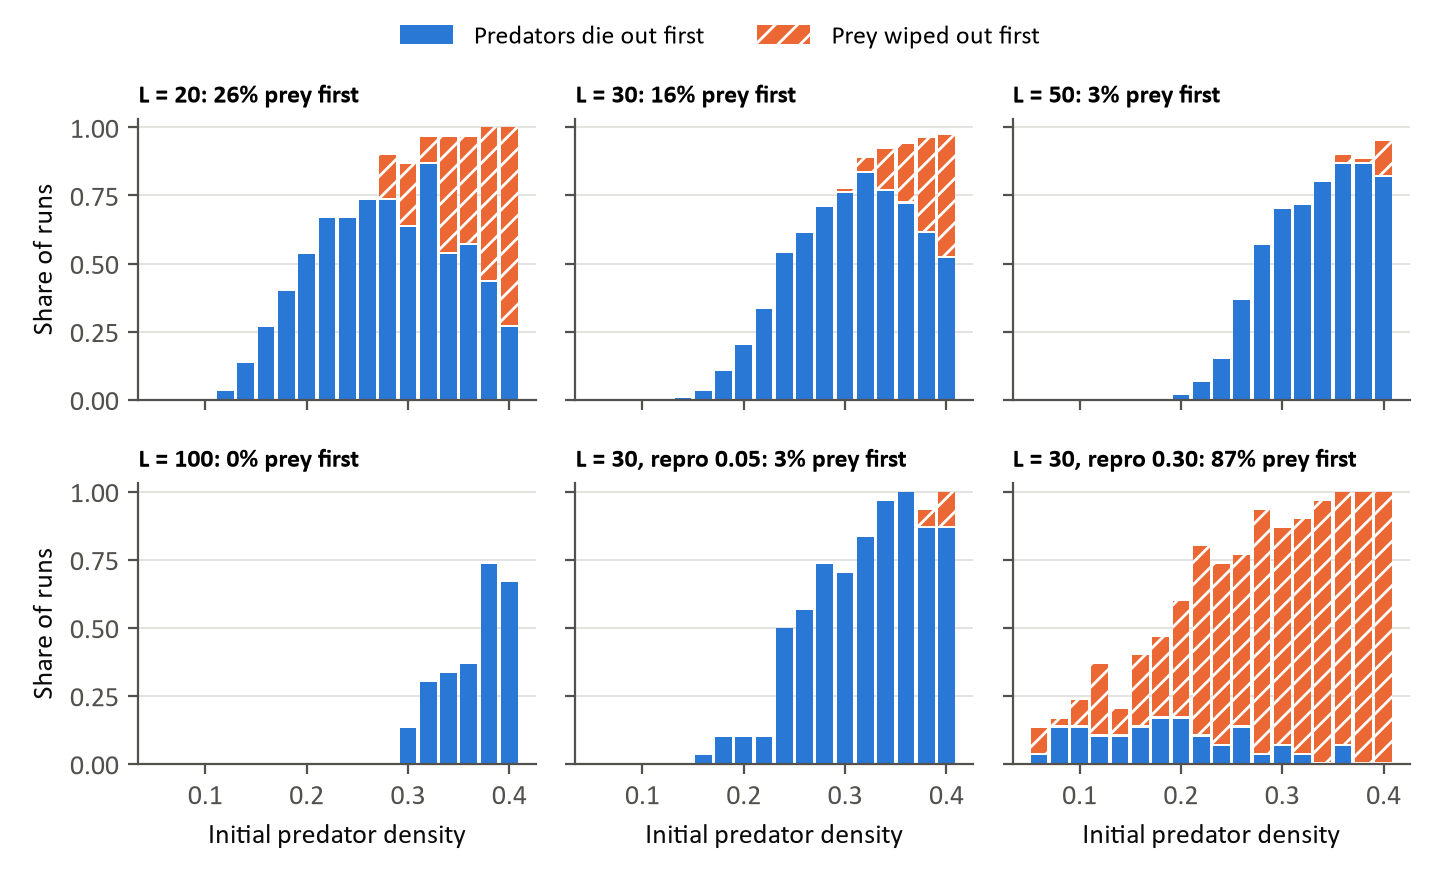 Predators die out first
Prey wiped out first
L = 20: 26% prey first
L = 30: 16% prey first
L = 50: 3% prey first
1.00
0.75
0.50
0.25
0.00
Share of runs
L = 100: 0% prey first
L = 30, repro 0.05: 3% prey first
L = 30, repro 0.30: 87% prey first
1.00
0.75
0.50
0.25
0.00
Share of runs
0.1 0.2 0.3 0.4
0.1 0.2 0.3 0.4
0.1 0.2 0.3 0.4
Initial predator density
Initial predator density
Initial predator density